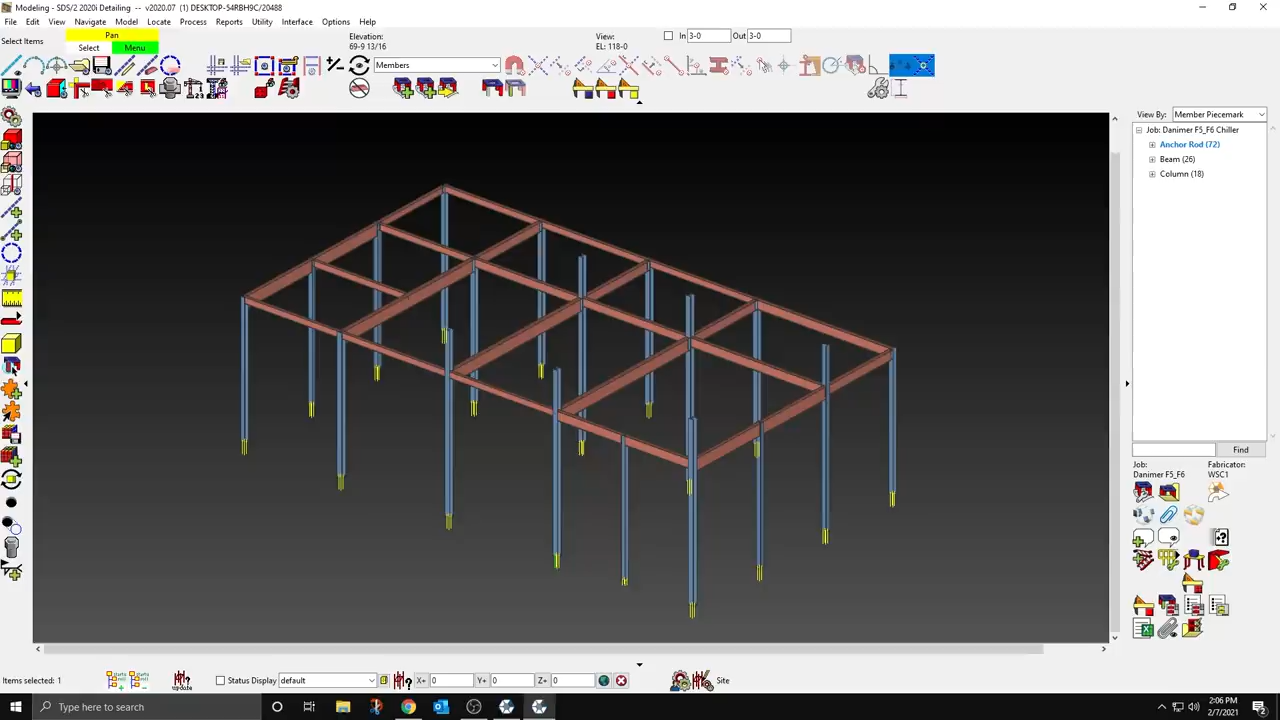 Modeling - SDS/2 2020i Detailing -- v2020.07 (1) DESKTOP-54RBH9C/20488
File Edit View Navigate Model Locate Process Reports Utility Interface Options Help
Select Items
Pan
Select Menu
Elevation:
69-9 13/16
View:
EL: 118-0
In 3-0 Out 3-0
Members
View By: Member Piecemark
Job: Danimer F5_F6 Chiller
Anchor Rod (72)
Beam (26)
Column (18)
Find
Job: Fabricator:
Danimer F5_F6 WSC1
Items selected: 1
Status Display default
X+ 0 Y+ 0 Z+ 0
Site
Type here to search
2:06 PM
2/7/2021